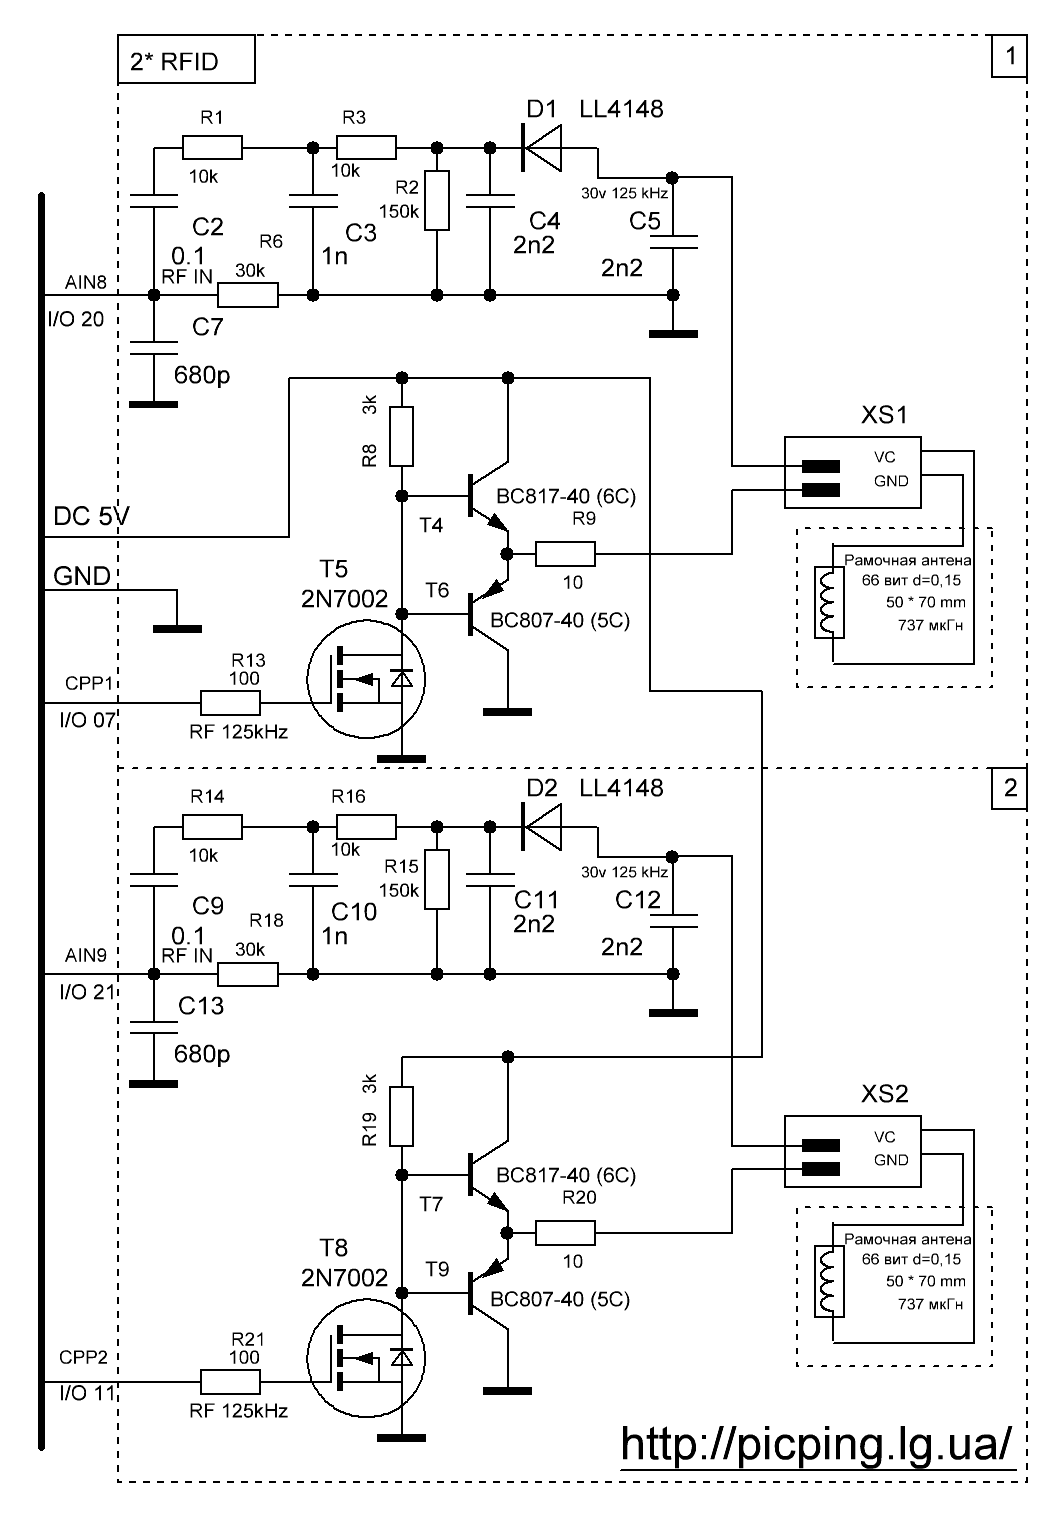 2* RFID
1
D1 LL4148
R1
R3
10k
10k
R2
150k
30v 125 kHz
C2
0.1
C3
1n
C4
2n2
C5
2n2
R6
30k
RF IN
AIN8
I/O 20
C7
680p
3k
R8
XS1
VC
GND
DC 5V
BC817-40 (6C)
T4
R9
10
GND
T5
2N7002
T6
BC807-40 (5C)
Рамочная антена
66 вит d=0,15
50 * 70 mm
737 мкГн
CPP1
I/O 07
R13
100
RF 125kHz
2
D2 LL4148
R14
R16
10k
10k
R15
150k
30v 125 kHz
C9
0.1
C10
1n
C11
2n2
C12
2n2
R18
30k
RF IN
AIN9
I/O 21
C13
680p
3k
R19
XS2
VC
GND
BC817-40 (6C)
T7
R20
10
T8
2N7002
T9
BC807-40 (5C)
Рамочная антена
66 вит d=0,15
50 * 70 mm
737 мкГн
CPP2
I/O 11
R21
100
RF 125kHz
http://picping.lg.ua/